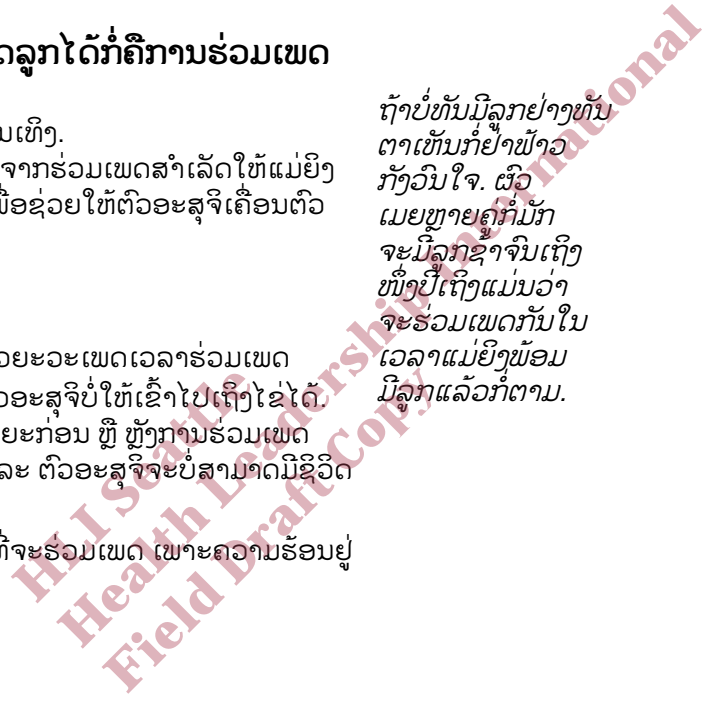 ດລູກໄດ້ກໍ່ຄືການຮ່ວມເພດ
ນເທິງ.
ຈາກຮ່ວມເພດສຳເລັດໃຫ້ແມ່ຍິງ
ພື່ອຊ່ວຍໃຫ້ຕົວອະສຸຈິເຄື່ອນຕົວ
ວຍະວະເພດເວລາຮ່ວມເພດ
ວອະສຸຈິບໍ່ໃຫ້ເຂົ້າໄປເຖິງໄຂ່ໄດ້.
ຍະກ່ອນ ຫຼື ຫຼັງການຮ່ວມເພດ
ລະ ຕົວອະສຸຈິຈະບໍ່ສາມາດມີຊີວິດ
ທີ່ຈະຮ່ວມເພດ ເພາະຄວາມຮ້ອນຢູ່
ຖ້າບໍ່ທັນມີລູກຢ່າງທັນ
ຕາເຫັນກໍ່ຢ່າຟ້າວ
ກັງວົນໃຈ. ຜົວ
ເມຍຫຼາຍຄູ່ກໍ່ມັກ
ຈະມີລູກຊ້າຈົນເຖິງ
ໜຶ່ງປີເຖິງແມ່ນວ່າ
ຈະຮ່ວມເພດກັນໃນ
ເວລາແມ່ຍິງພ້ອມ
ມີລູກແລ້ວກໍ່ຕາມ.
HLI Seattle
Health Leadership International
Field Draft Copy